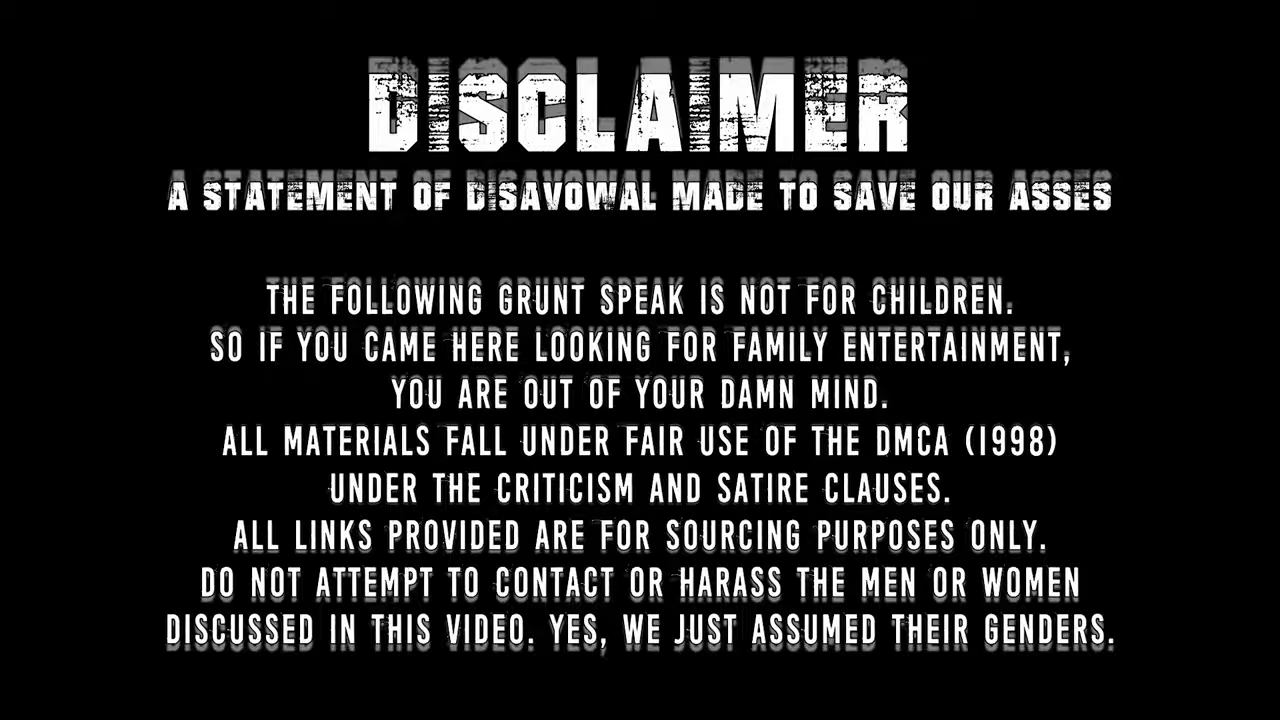 DISCLAIMER
A STATEMENT OF DISAVOWAL MADE TO SAVE OUR ASSES
THE FOLLOWING GRUNT SPEAK IS NOT FOR CHILDREN.
SO IF YOU CAME HERE LOOKING FOR FAMILY ENTERTAINMENT,
YOU ARE OUT OF YOUR DAMN MIND.
ALL MATERIALS FALL UNDER FAIR USE OF THE DMCA (1998)
UNDER THE CRITICISM AND SATIRE CLAUSES.
ALL LINKS PROVIDED ARE FOR SOURCING PURPOSES ONLY.
DO NOT ATTEMPT TO CONTACT OR HARASS THE MEN OR WOMEN
DISCUSSED IN THIS VIDEO. YES, WE JUST ASSUMED THEIR GENDERS.